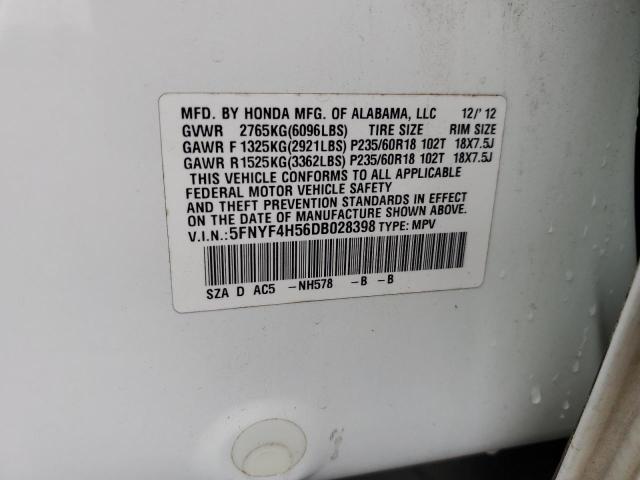 MFD. BY HONDA MFG. OF ALABAMA, LLC 12/'12
GVWR 2765KG(6096LBS) TIRE SIZE RIM SIZE
GAWR F 1325KG(2921LBS) P235/60R18 102T 18X7.5J
GAWR R1525KG(3362LBS) P235/60R18 102T 18X7.5J
THIS VEHICLE CONFORMS TO ALL APPLICABLE
FEDERAL MOTOR VEHICLE SAFETY
AND THEFT PREVENTION STANDARDS IN EFFECT
ON THE DATE OF MANUFACTURE SHOWN ABOVE.
V.I.N.:5FNYF4H56DB028398 TYPE: MPV
SZA D AC5 -NH578 -B -B